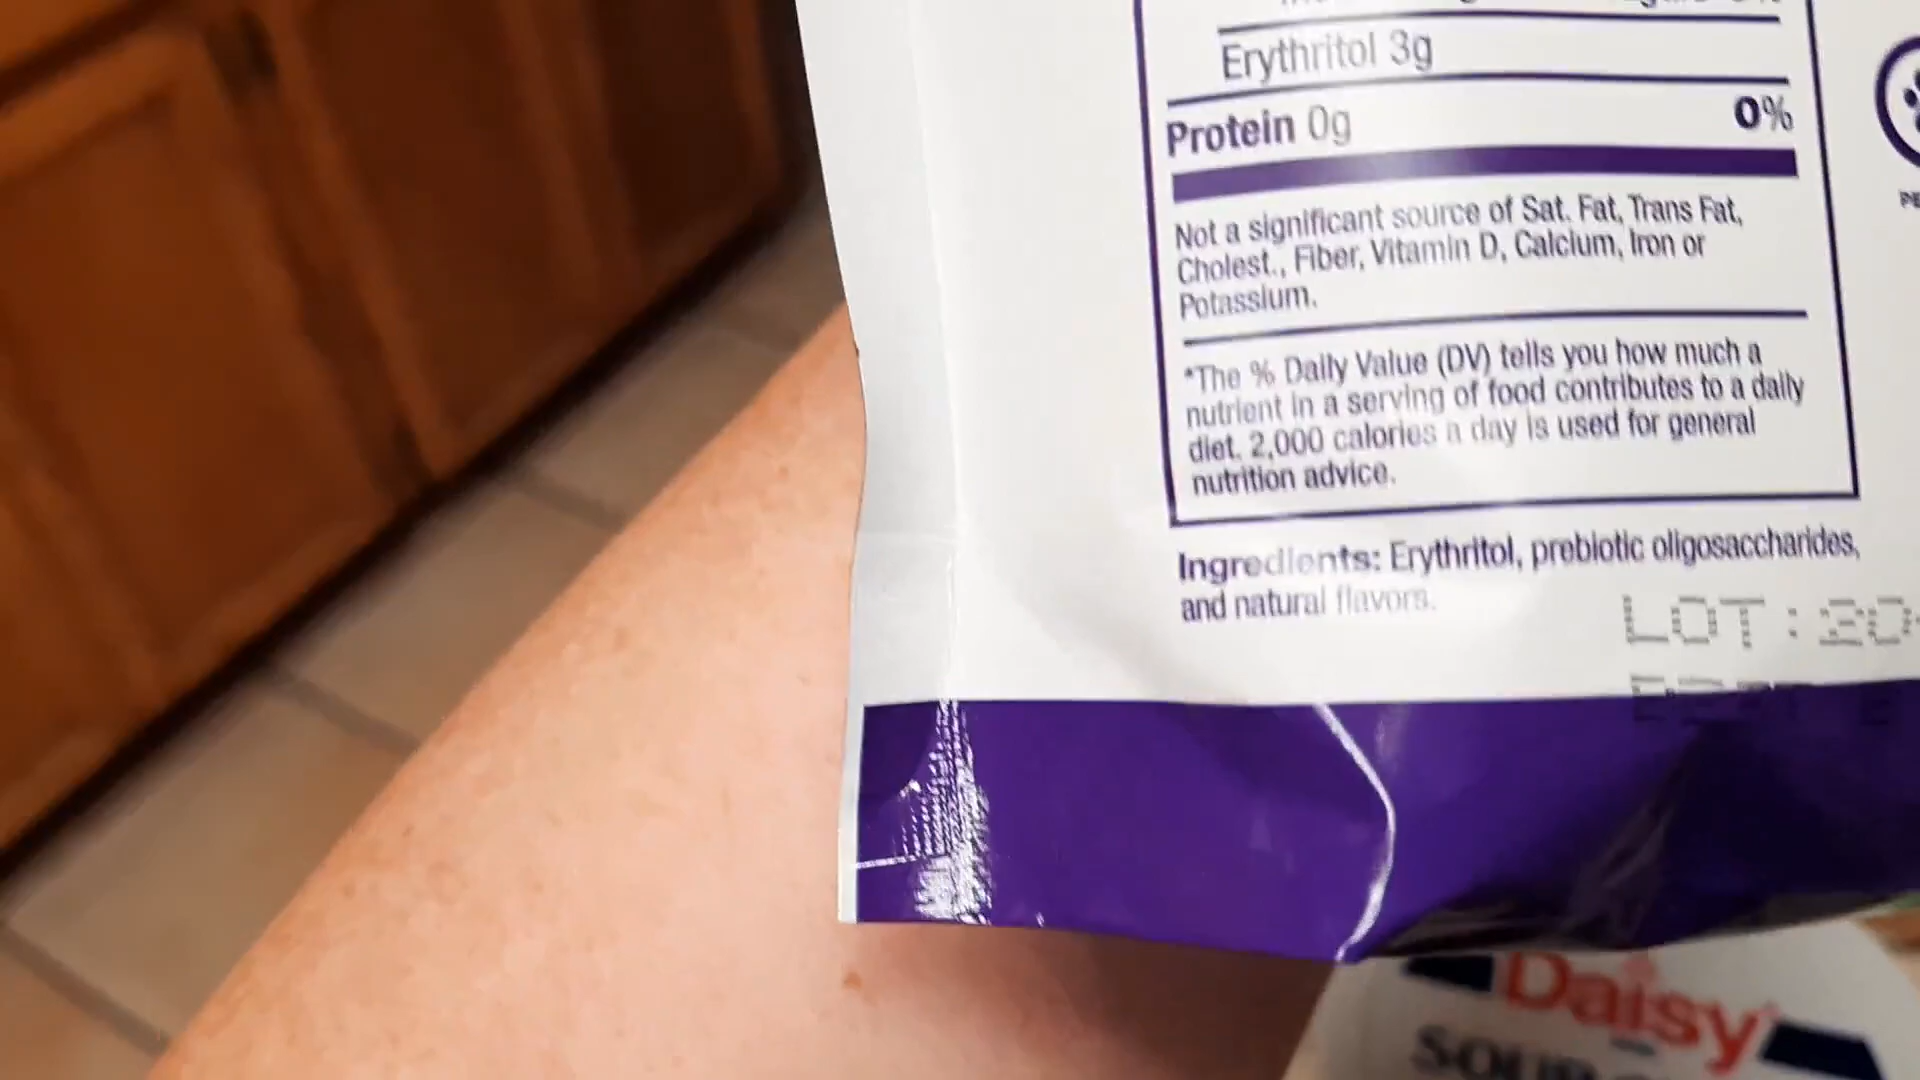 Erythritol 3g
Protein 0g 0%
Not a significant source of Sat. Fat, Trans Fat,
Cholest., Fiber, Vitamin D, Calcium, Iron or
Potassium.
*The % Daily Value (DV) tells you how much a
nutrient in a serving of food contributes to a daily
diet. 2,000 calories a day is used for general
nutrition advice.
Ingredients: Erythritol, prebiotic oligosaccharides,
and natural flavors.
LOT:20
Daisy
SOUR